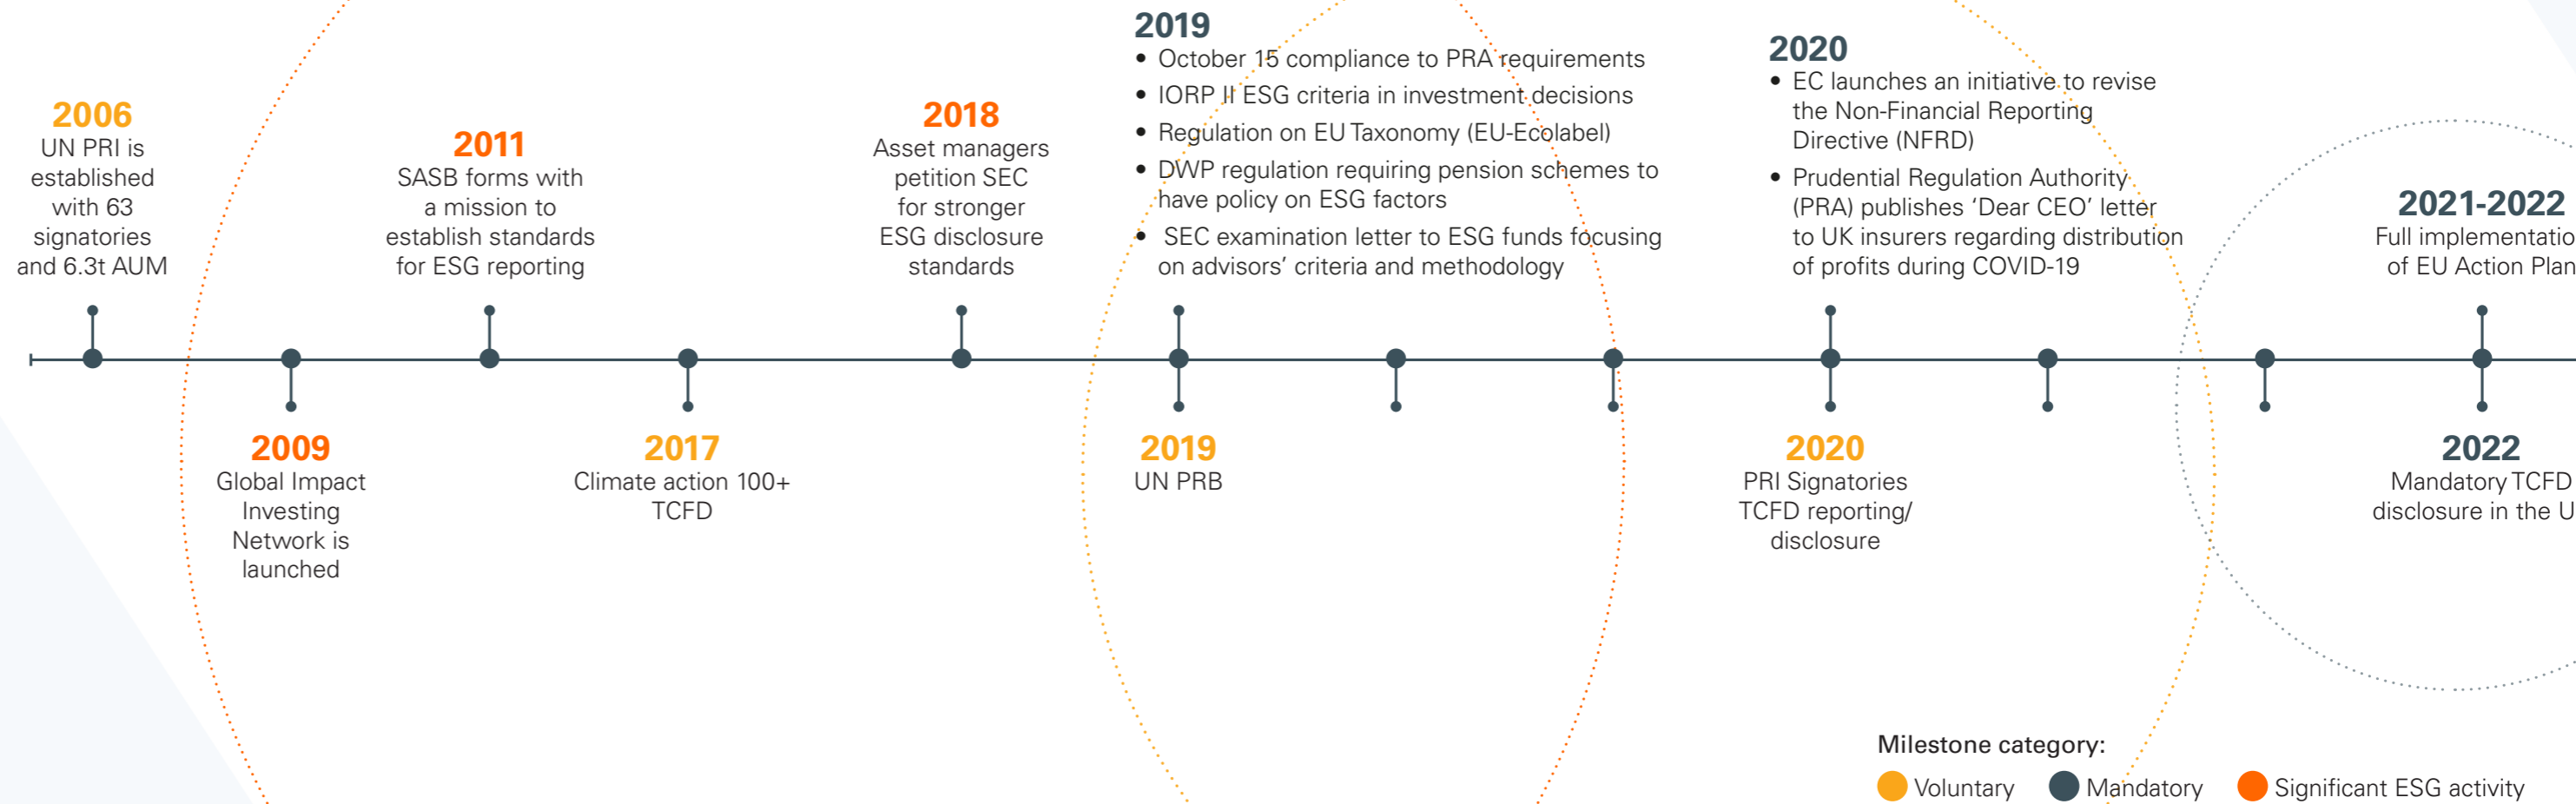 2006
UN PRI is
established
with 63
signatories
and 6.3t AUM
2009
Global Impact
Investing
Network is
launched
2011
SASB forms with
a mission to
establish standards
for ESG reporting
2017
Climate action 100+
TCFD
2018
Asset managers
petition SEC
for stronger
ESG disclosure
standards
2019
• October 15 compliance to PRA requirements
• IORP II ESG criteria in investment decisions
• Regulation on EU Taxonomy (EU-Ecolabel)
• DWP regulation requiring pension schemes to
have policy on ESG factors
• SEC examination letter to ESG funds focusing
on advisors’ criteria and methodology
2019
UN PRB
2020
• EC launches an initiative to revise
the Non-Financial Reporting
Directive (NFRD)
• Prudential Regulation Authority
(PRA) publishes ‘Dear CEO’ letter
to UK insurers regarding distribution
of profits during COVID-19
2020
PRI Signatories
TCFD reporting/
disclosure
2021-2022
Full implementatio
of EU Action Plan
2022
Mandatory TCFD
disclosure in the U
Milestone category:
Voluntary
Mandatory
Significant ESG activity